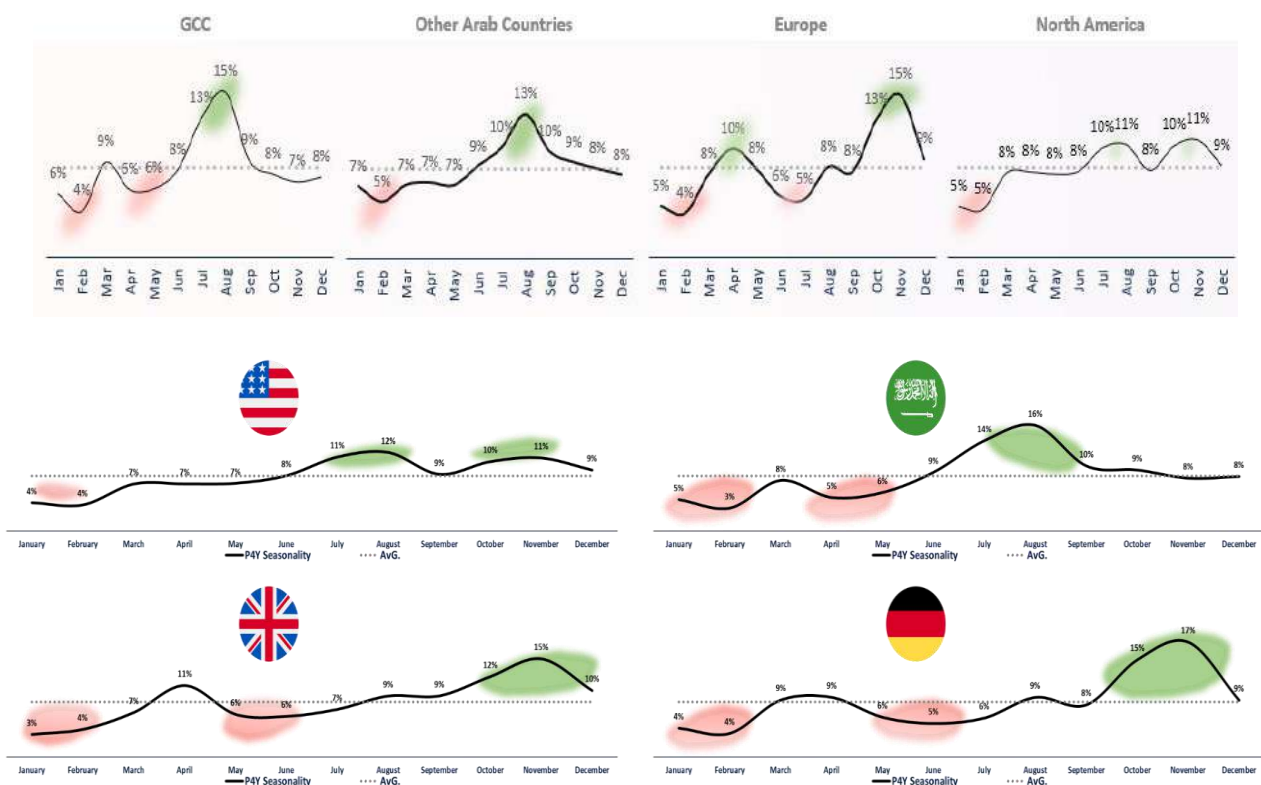 GCC
6%
4%
9%
5%
6%
8%
13%
15%
9%
8%
7%
8%
Jan
Feb
Mar
Apr
May
Jun
Jul
Aug
Sep
Oct
Nov
Dec
Other Arab Countries
7%
5%
7%
7%
7%
9%
10%
13%
10%
9%
8%
8%
Jan
Feb
Mar
Apr
May
Jun
Jul
Aug
Sep
Oct
Nov
Dec
Europe
5%
4%
8%
10%
8%
6%
5%
8%
8%
13%
15%
9%
Jan
Feb
Mar
Apr
May
Jun
Jul
Aug
Sep
Oct
Nov
Dec
North America
5%
5%
8%
8%
8%
8%
10%
11%
8%
10%
11%
9%
Jan
Feb
Mar
Apr
May
Jun
Jul
Aug
Sep
Oct
Nov
Dec
4%
4%
7%
7%
7%
8%
11%
12%
9%
10%
11%
9%
January February March April May June July August September October November December
P4Y Seasonality AvG.
5%
3%
8%
5%
6%
9%
14%
16%
10%
9%
8%
8%
January February March April May June July August September October November December
P4Y Seasonality AvG.
3%
4%
7%
11%
6%
6%
7%
9%
9%
12%
15%
10%
January February March April May June July August September October November December
P4Y Seasonality AvG.
4%
4%
9%
9%
6%
5%
6%
9%
8%
15%
17%
9%
January February March April May June July August September October November December
P4Y Seasonality AvG.